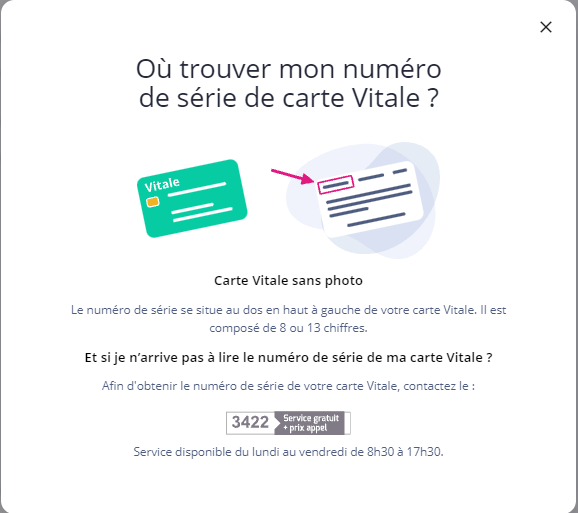 Où trouver mon numéro
de série de carte Vitale ?
Vitale
Carte Vitale sans photo
Le numéro de série se situe au dos en haut à gauche de votre carte Vitale. Il est
composé de 8 ou 13 chiffres.
Et si je n’arrive pas à lire le numéro de série de ma carte Vitale ?
Afin d'obtenir le numéro de série de votre carte Vitale, contactez le :
3422 Service gratuit
+ prix appel
Service disponible du lundi au vendredi de 8h30 à 17h30.